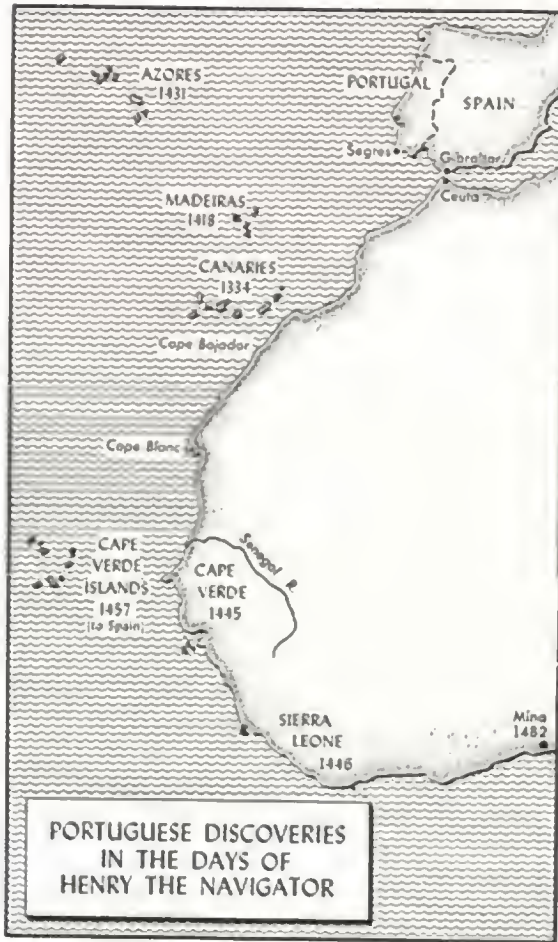 AZORES
1431
PORTUGAL
SPAIN
Segres
Gibraltar
Ceuta
MADEIRAS
1418
CANARIES
1334
Cape Bojador
Cape Blanc
CAPE
VERDE
ISLANDS
1457
(to Spain)
Senegal R.
CAPE
VERDE
1445
SIERRA
LEONE
1446
Mina
1482
PORTUGUESE DISCOVERIES
IN THE DAYS OF
HENRY THE NAVIGATOR